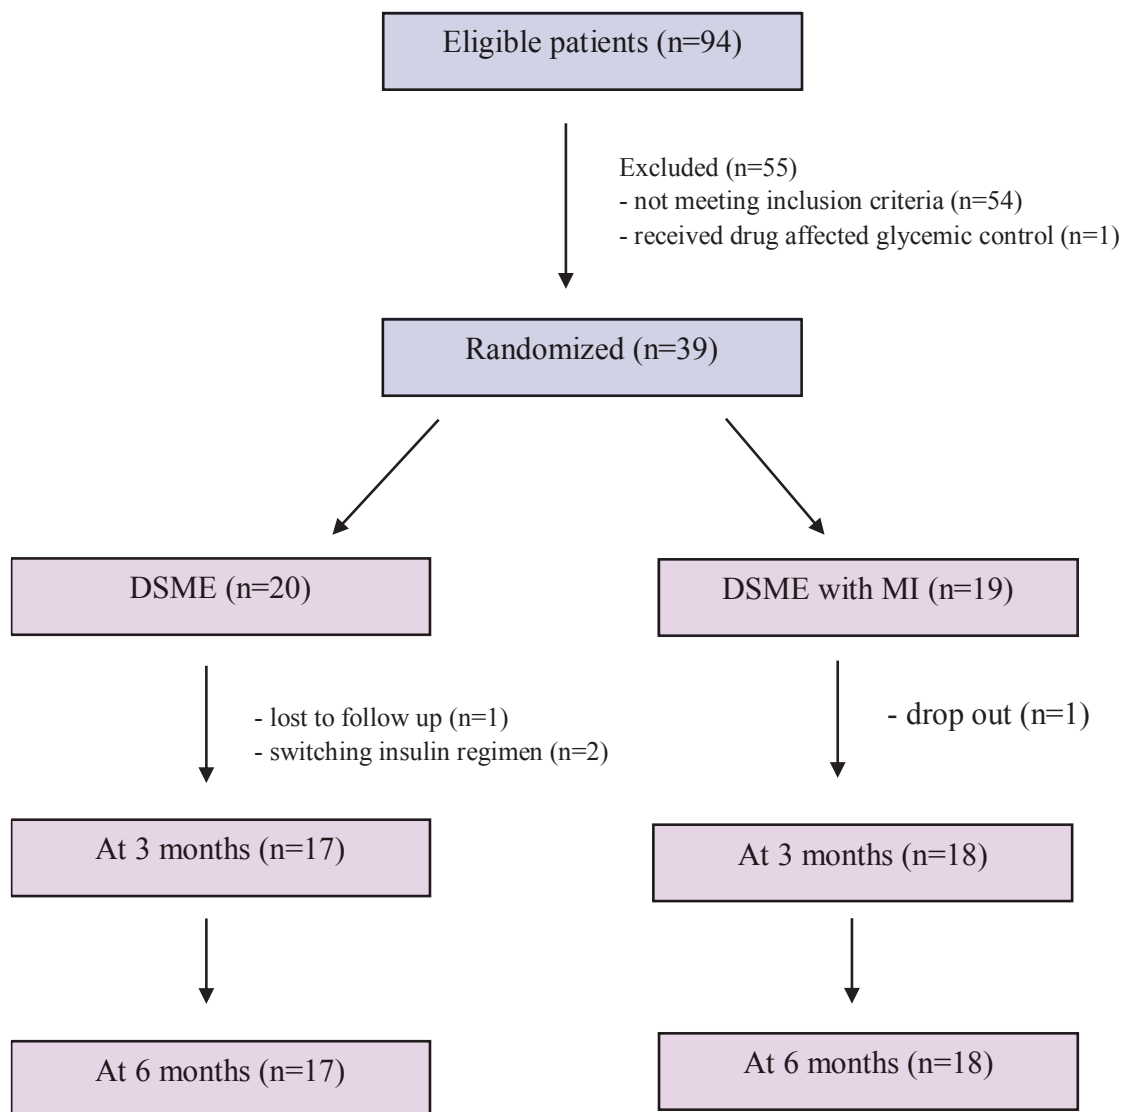 Eligible patients (n=94)
Excluded (n=55)
- not meeting inclusion criteria (n=54)
- received drug affected glycemic control (n=1)
Randomized (n=39)
DSME (n=20)
DSME with MI (n=19)
- lost to follow up (n=1)
- switching insulin regimen (n=2)
- drop out (n=1)
At 3 months (n=17)
At 3 months (n=18)
At 6 months (n=17)
At 6 months (n=18)